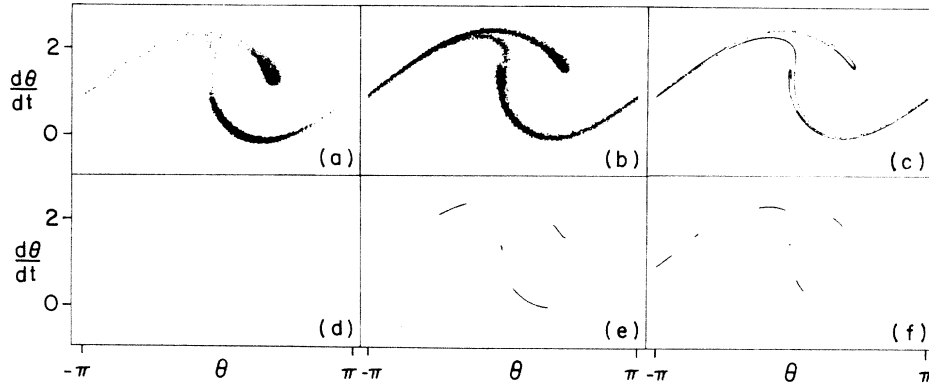 2
dθ
dt
0
(a)
(b)
(c)
2
dθ
dt
0
(d)
(e)
(f)
-π θ π -π θ π -π θ π